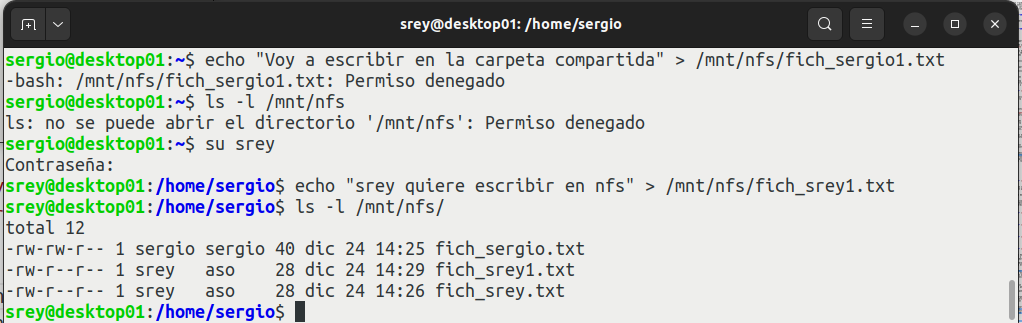 srey@desktop01: /home/sergio
sergio@desktop01:~$ echo "Voy a escribir en la carpeta compartida" > /mnt/nfs/fich_sergio1.txt
-bash: /mnt/nfs/fich_sergio1.txt: Permiso denegado
sergio@desktop01:~$ ls -l /mnt/nfs
ls: no se puede abrir el directorio '/mnt/nfs': Permiso denegado
sergio@desktop01:~$ su srey
Contraseña:
srey@desktop01:/home/sergio$ echo "srey quiere escribir en nfs" > /mnt/nfs/fich_srey1.txt
srey@desktop01:/home/sergio$ ls -l /mnt/nfs/
total 12
-rw-rw-r-- 1 sergio sergio 40 dic 24 14:25 fich_sergio.txt
-rw-r--r-- 1 srey   aso    28 dic 24 14:29 fich_srey1.txt
-rw-r--r-- 1 srey   aso    28 dic 24 14:26 fich_srey.txt
srey@desktop01:/home/sergio$